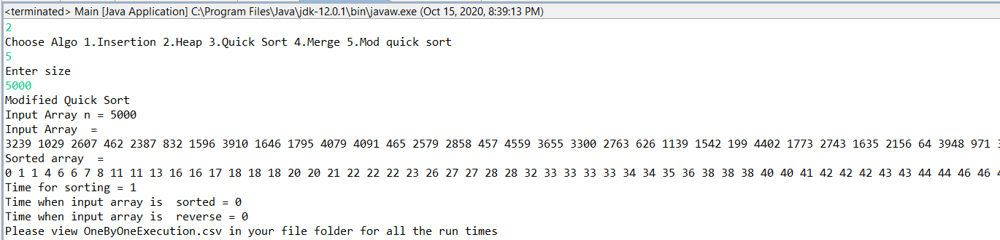 <terminated> Main [Java Application] C:\Program Files\Java\jdk-12.0.1\bin\javaw.exe (Oct 15, 2020, 8:39:13 PM)
2
Choose Algo 1.Insertion 2.Heap 3.Quick Sort 4.Merge 5.Mod quick sort
5
Enter size
5000
Modified Quick Sort
Input Array n = 5000
Input Array  =
3239 1029 2607 462 2387 832 1596 3910 1646 1795 4079 4091 465 2579 2858 457 4559 3655 3300 2763 626 1139 1542 199 4402 1773 2743 1635 2156 64 3948 971
Sorted array  =
0 1 1 4 6 6 7 8 11 11 13 16 16 17 18 18 18 20 20 21 22 22 22 23 26 27 27 28 28 32 33 33 33 33 34 34 35 36 38 38 38 40 40 41 42 42 42 43 43 44 44 46 46
Time for sorting = 1
Time when input array is  sorted = 0
Time when input array is  reverse = 0
Please view OneByOneExecution.csv in your file folder for all the run times